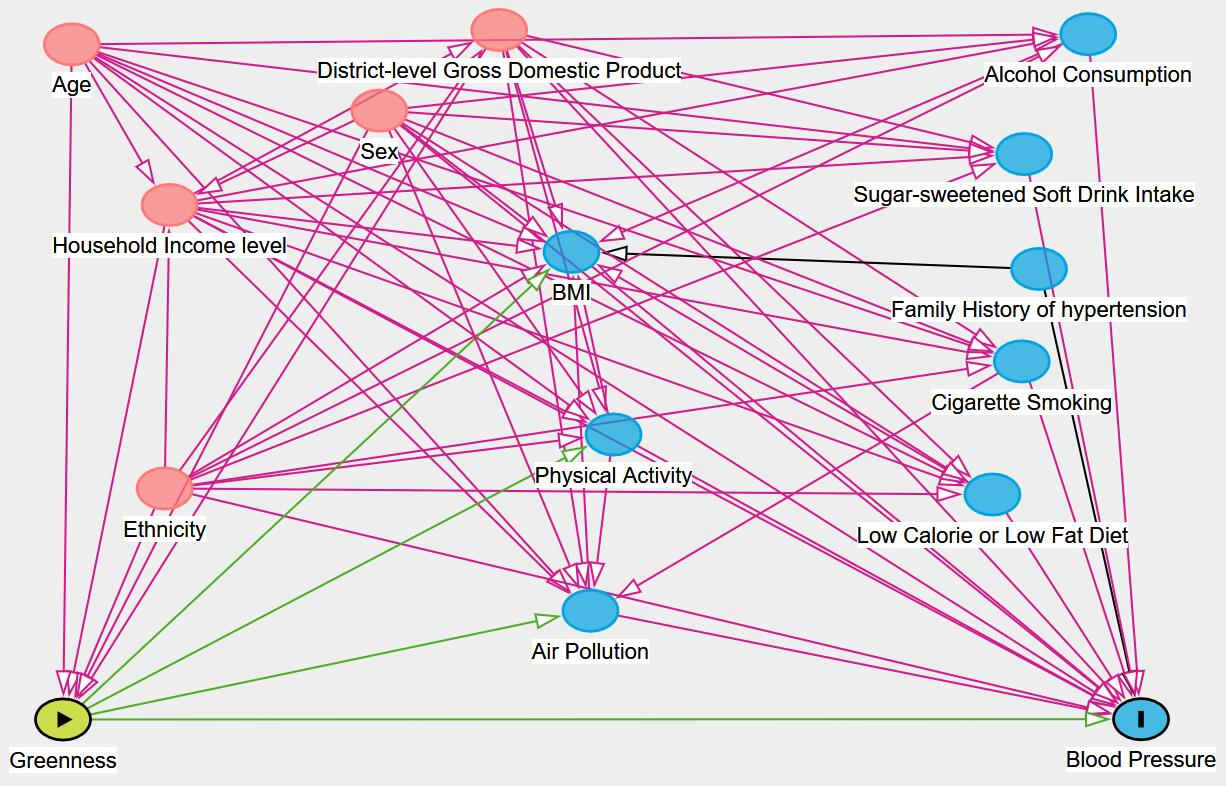 Age
District-level Gross Domestic Product
Alcohol Consumption
Sex
Sugar-sweetened Soft Drink Intake
Household Income level
BMI
Family History of hypertension
Cigarette Smoking
Physical Activity
Ethnicity
Low Calorie or Low Fat Diet
Air Pollution
Greenness
Blood Pressure